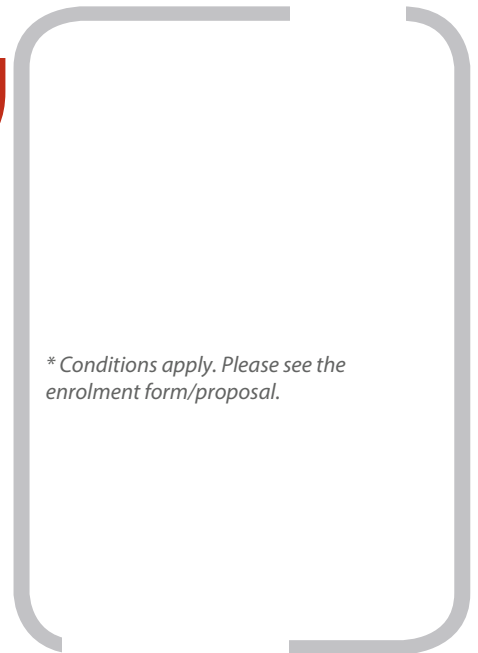 * Conditions apply. Please see the
enrolment form/proposal.